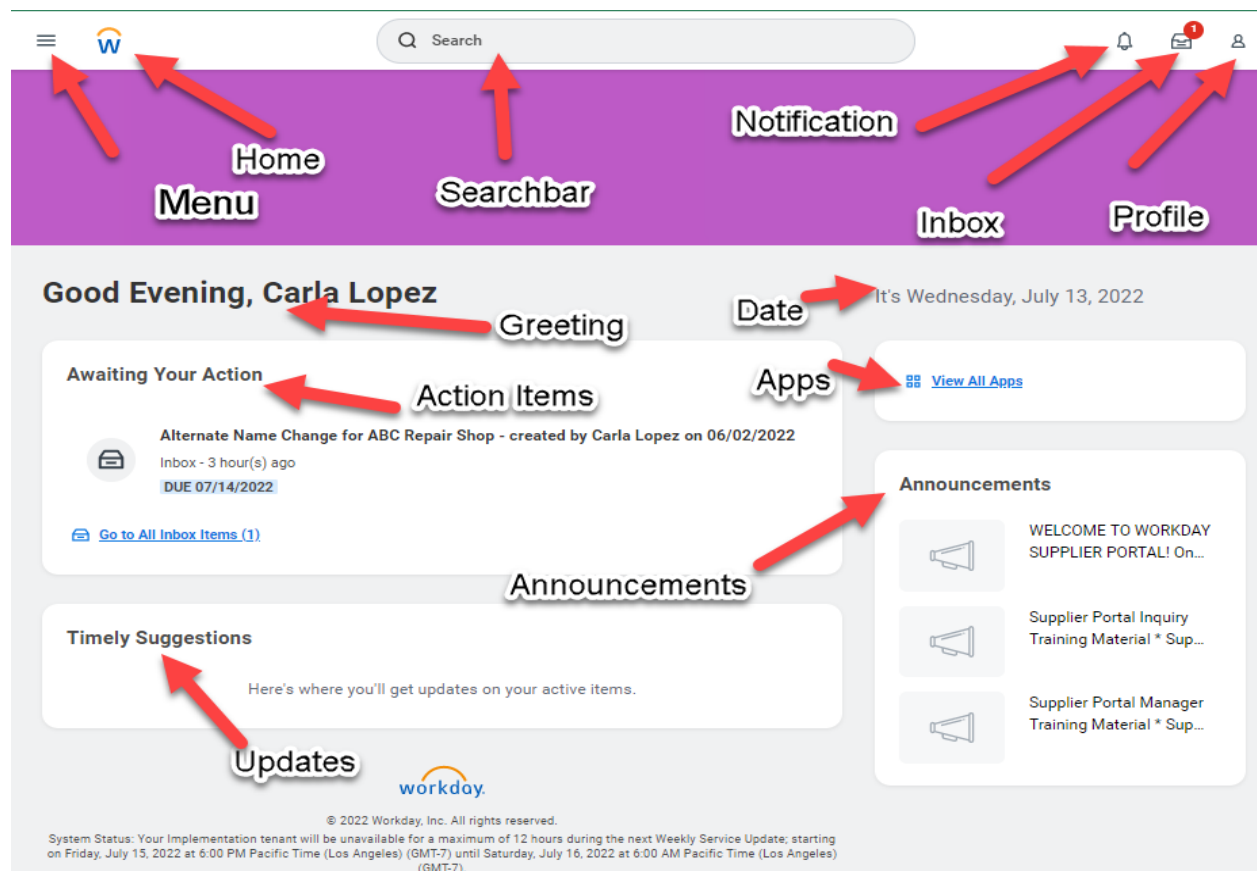 W
Search
1
Notification
Home
Menu
Searchbar
Inbox
Profile
Good Evening, Carla Lopez
It's Wednesday, July 13, 2022
Date
Greeting
Awaiting Your Action
Action Items
Apps
View All Apps
Alternate Name Change for ABC Repair Shop - created by Carla Lopez on 06/02/2022
Inbox - 3 hour(s) ago
DUE 07/14/2022
Go to All Inbox Items (1)
Announcements
Announcements
WELCOME TO WORKDAY
SUPPLIER PORTAL! On...
Supplier Portal Inquiry
Training Material * Sup...
Supplier Portal Manager
Training Material * Sup...
Timely Suggestions
Here's where you'll get updates on your active items.
Updates
workday.
© 2022 Workday, Inc. All rights reserved.
System Status: Your Implementation tenant will be unavailable for a maximum of 12 hours during the next Weekly Service Update; starting
on Friday, July 15, 2022 at 6:00 PM Pacific Time (Los Angeles) (GMT-7) until Saturday, July 16, 2022 at 6:00 AM Pacific Time (Los Angeles)
(GMT-7)